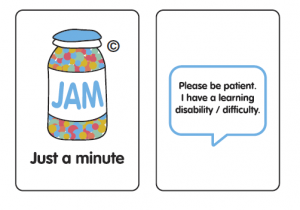 ©
JAM
Just a minute
Please be patient.
I have a learning
disability / difficulty.